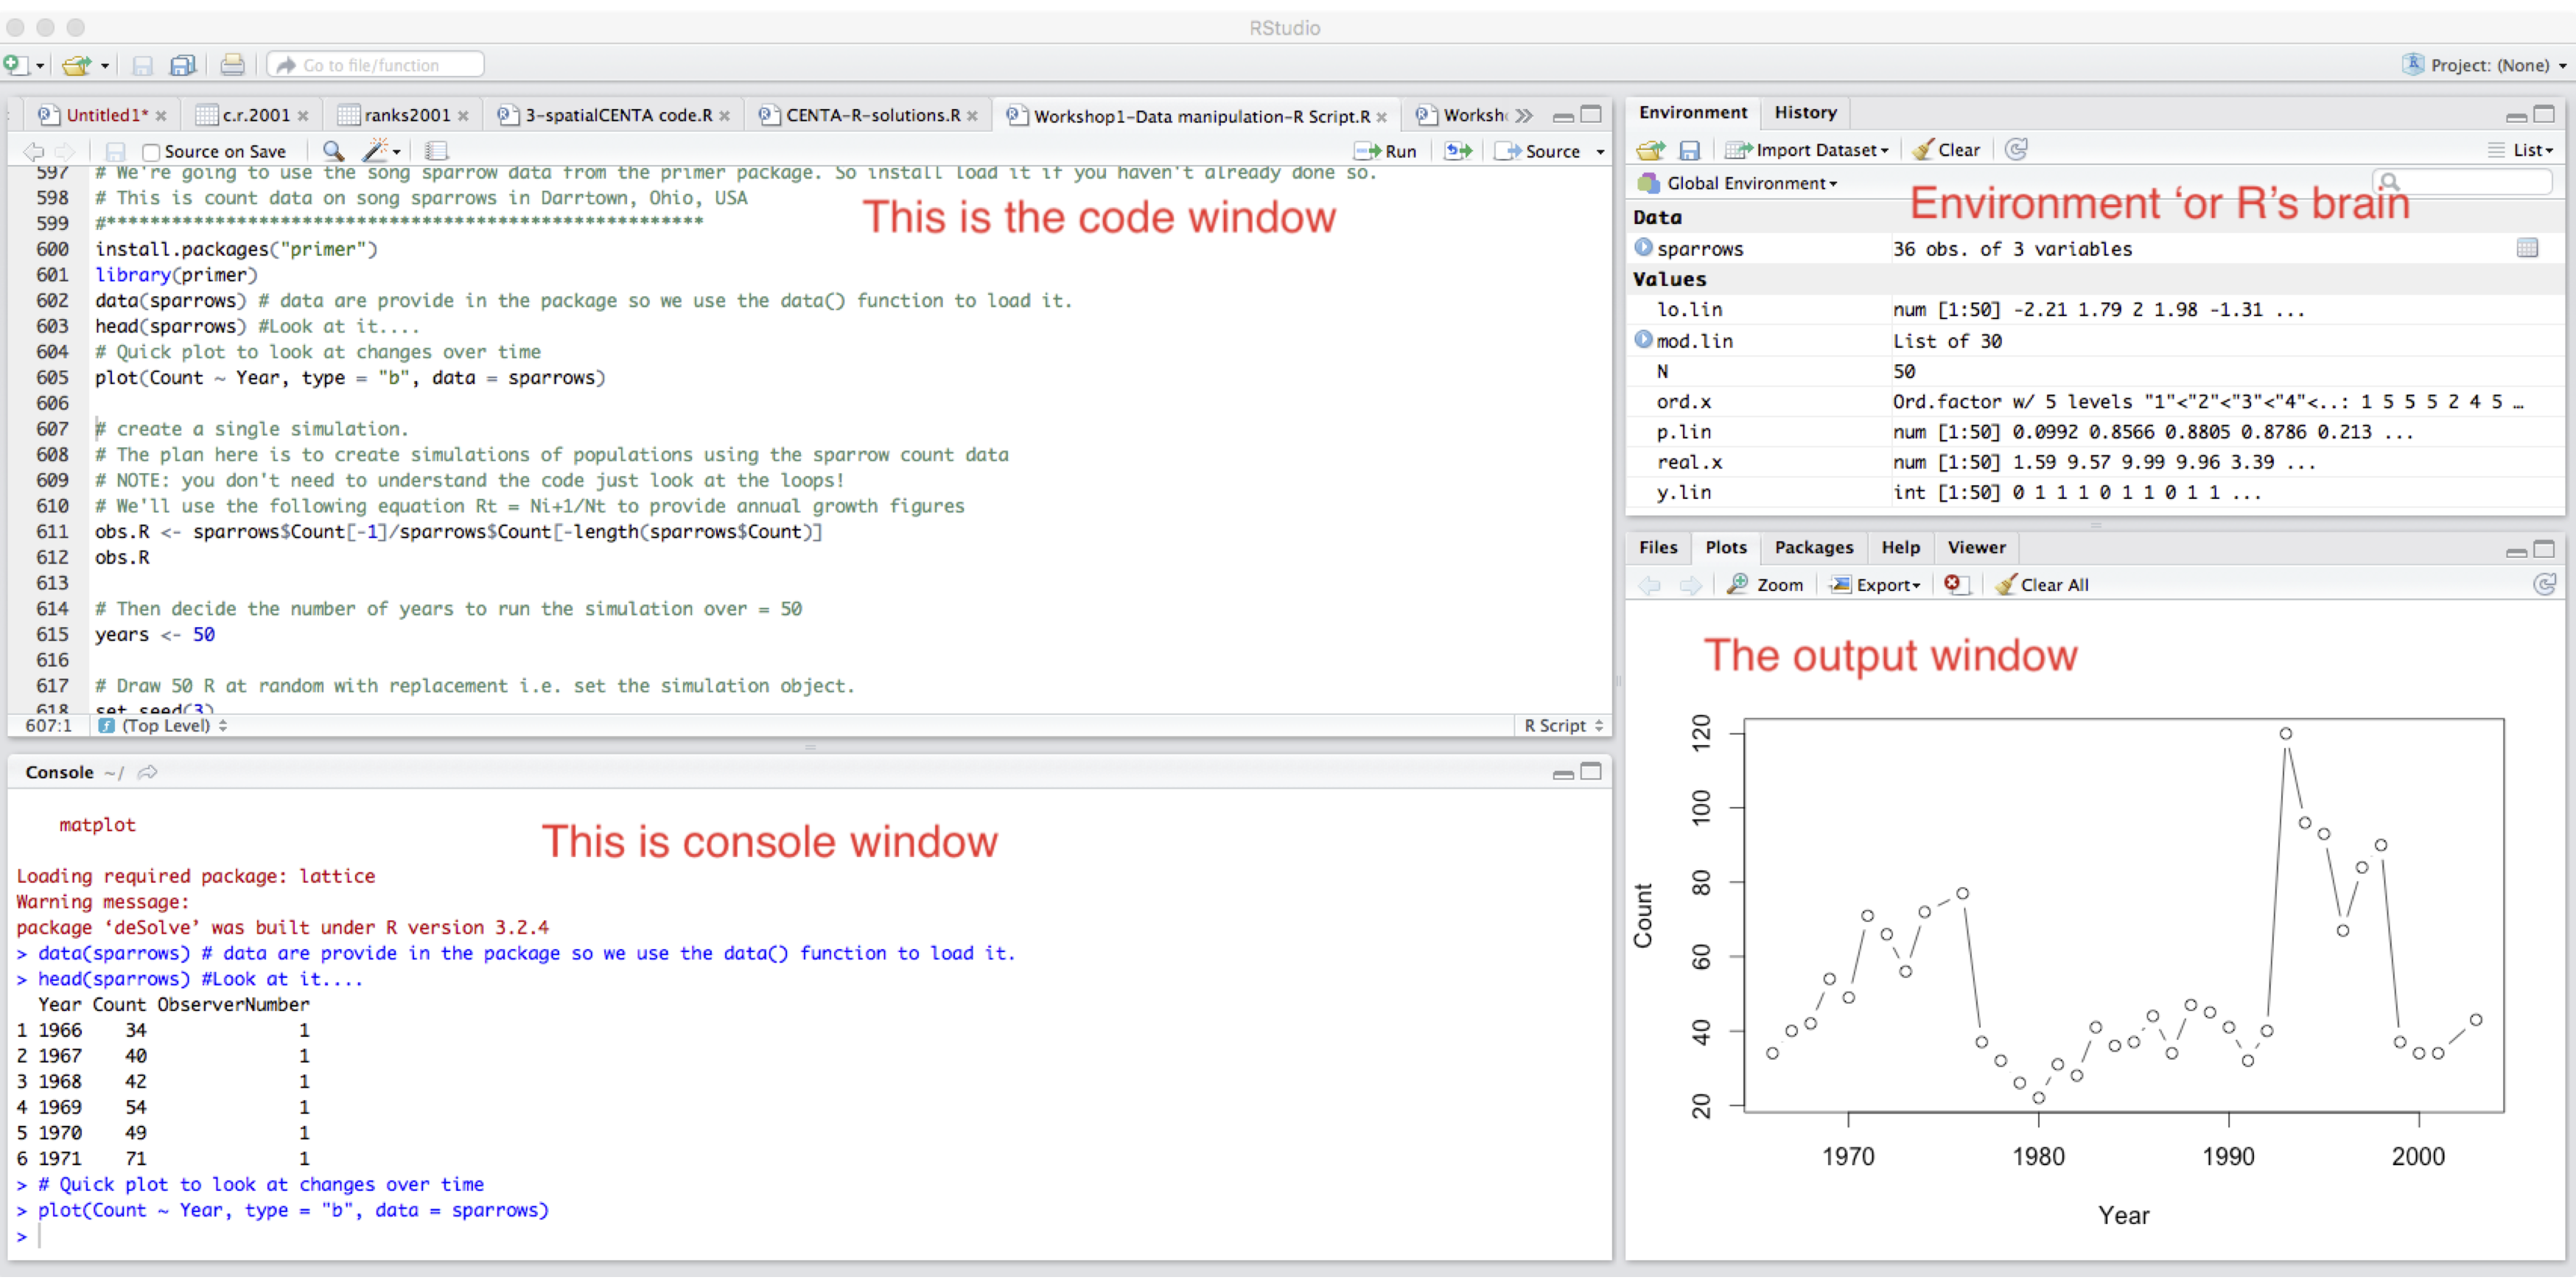 RStudio
Go to file/function
Project: (None)
Untitled1*
c.r.2001
ranks2001
3-spatialCENTA code.R
CENTA-R-solutions.R
Workshop1-Data manipulation-R Script.R
Worksh
Source on Save
Run
Source
597 # We're going to use the song sparrow data from the primer package. So install load it if you haven't already done so.
598 # This is count data on song sparrows in Darrtown, Ohio, USA
This is the code window
599 #*******************************************************
600 install.packages("primer")
601 library(primer)
602 data(sparrows) # data are provide in the package so we use the data() function to load it.
603 head(sparrows) #Look at it....
604 # Quick plot to look at changes over time
605 plot(Count ~ Year, type = "b", data = sparrows)
606
607 # create a single simulation.
608 # The plan here is to create simulations of populations using the sparrow count data
609 # NOTE: you don't need to understand the code just look at the loops!
610 # We'll use the following equation Rt = Ni+1/Nt to provide annual growth figures
611 obs.R <- sparrows$Count[-1]/sparrows$Count[-length(sparrows$Count)]
612 obs.R
613
614 # Then decide the number of years to run the simulation over = 50
615 years <- 50
616
617 # Draw 50 R at random with replacement i.e. set the simulation object.
618 set.seed(3)
607:1 (Top Level) R Script
Console ~/
matplot
This is console window
Loading required package: lattice
Warning message:
package ‘deSolve’ was built under R version 3.2.4
> data(sparrows) # data are provide in the package so we use the data() function to load it.
> head(sparrows) #Look at it....
Year Count ObserverNumber
1 1966 34 1
2 1967 40 1
3 1968 42 1
4 1969 54 1
5 1970 49 1
6 1971 71 1
> # Quick plot to look at changes over time
> plot(Count ~ Year, type = "b", data = sparrows)
>
Environment History
Import Dataset Clear List
Global Environment
Environment ‘or R’s brain
Data
sparrows 36 obs. of 3 variables
Values
lo.lin num [1:50] -2.21 1.79 2 1.98 -1.31 ...
mod.lin List of 30
N 50
ord.x Ord.factor w/ 5 levels "1"<"2"<"3"<"4"<..: 1 5 5 5 2 4 5 …
p.lin num [1:50] 0.0992 0.8566 0.8805 0.8786 0.213 ...
real.x num [1:50] 1.59 9.57 9.99 9.96 3.39 ...
y.lin int [1:50] 0 1 1 1 0 1 1 0 1 1 ...
Files Plots Packages Help Viewer
Zoom Export Clear All
The output window
Count
120
100
80
60
40
20
1970 1980 1990 2000
Year